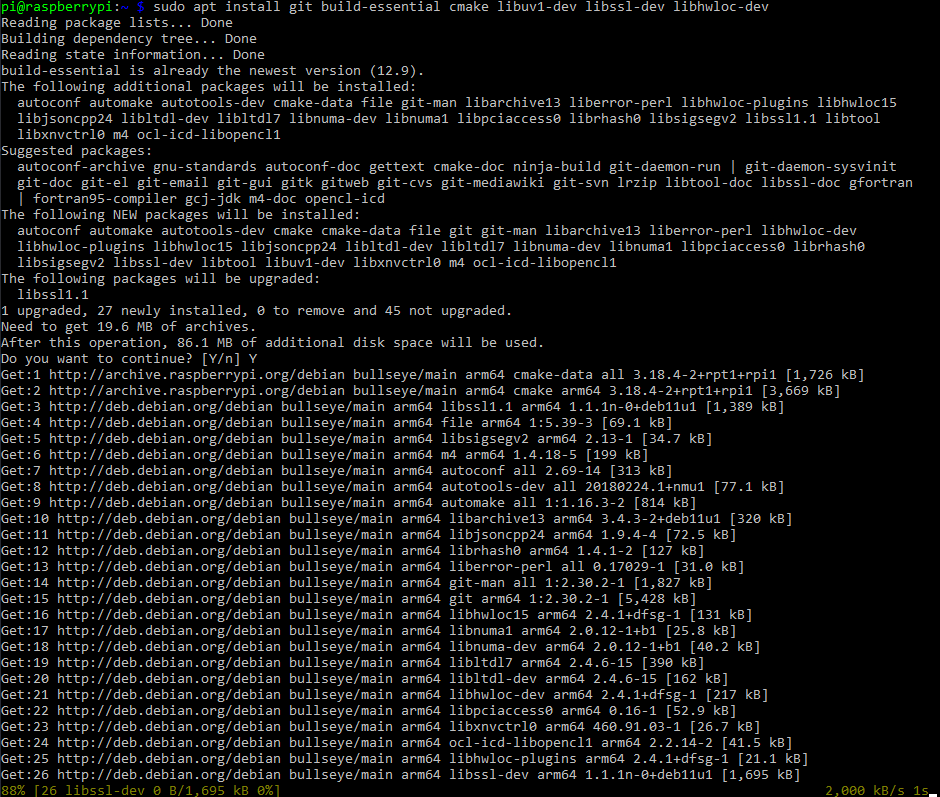 pi@raspberrypi:~ $ sudo apt install git build-essential cmake libuv1-dev libssl-dev libhwloc-dev
Reading package lists... Done
Building dependency tree... Done
Reading state information... Done
build-essential is already the newest version (12.9).
The following additional packages will be installed:
  autoconf automake autotools-dev cmake-data file git-man libarchive13 liberror-perl libhwloc-plugins libhwloc15
  libjsoncpp24 libltdl-dev libltdl7 libnuma-dev libnuma1 libpciaccess0 librhash0 libsigsegv2 libssl1.1 libtool
  libxnvctrl0 m4 ocl-icd-libopencl1
Suggested packages:
  autoconf-archive gnu-standards autoconf-doc gettext cmake-doc ninja-build git-daemon-run | git-daemon-sysvinit
  git-doc git-el git-email git-gui gitk gitweb git-cvs git-mediawiki git-svn lrzip libtool-doc libssl-doc gfortran
  | fortran95-compiler gcj-jdk m4-doc opencl-icd
The following NEW packages will be installed:
  autoconf automake autotools-dev cmake cmake-data file git git-man libarchive13 liberror-perl libhwloc-dev
  libhwloc-plugins libhwloc15 libjsoncpp24 libltdl-dev libltdl7 libnuma-dev libnuma1 libpciaccess0 librhash0
  libsigsegv2 libssl-dev libtool libuv1-dev libxnvctrl0 m4 ocl-icd-libopencl1
The following packages will be upgraded:
  libssl1.1
1 upgraded, 27 newly installed, 0 to remove and 45 not upgraded.
Need to get 19.6 MB of archives.
After this operation, 86.1 MB of additional disk space will be used.
Do you want to continue? [Y/n] Y
Get:1 http://archive.raspberrypi.org/debian bullseye/main arm64 cmake-data all 3.18.4-2+rpt1+rpi1 [1,726 kB]
Get:2 http://archive.raspberrypi.org/debian bullseye/main arm64 cmake arm64 3.18.4-2+rpt1+rpi1 [3,669 kB]
Get:3 http://deb.debian.org/debian bullseye/main arm64 libssl1.1 arm64 1.1.1n-0+deb11u1 [1,389 kB]
Get:4 http://deb.debian.org/debian bullseye/main arm64 file arm64 1:5.39-3 [69.1 kB]
Get:5 http://deb.debian.org/debian bullseye/main arm64 libsigsegv2 arm64 2.13-1 [34.7 kB]
Get:6 http://deb.debian.org/debian bullseye/main arm64 m4 arm64 1.4.18-5 [199 kB]
Get:7 http://deb.debian.org/debian bullseye/main arm64 autoconf all 2.69-14 [313 kB]
Get:8 http://deb.debian.org/debian bullseye/main arm64 autotools-dev all 20180224.1+nmu1 [77.1 kB]
Get:9 http://deb.debian.org/debian bullseye/main arm64 automake all 1:1.16.3-2 [814 kB]
Get:10 http://deb.debian.org/debian bullseye/main arm64 libarchive13 arm64 3.4.3-2+deb11u1 [320 kB]
Get:11 http://deb.debian.org/debian bullseye/main arm64 libjsoncpp24 arm64 1.9.4-4 [72.5 kB]
Get:12 http://deb.debian.org/debian bullseye/main arm64 librhash0 arm64 1.4.1-2 [127 kB]
Get:13 http://deb.debian.org/debian bullseye/main arm64 liberror-perl all 0.17029-1 [31.0 kB]
Get:14 http://deb.debian.org/debian bullseye/main arm64 git-man all 1:2.30.2-1 [1,827 kB]
Get:15 http://deb.debian.org/debian bullseye/main arm64 git arm64 1:2.30.2-1 [5,428 kB]
Get:16 http://deb.debian.org/debian bullseye/main arm64 libhwloc15 arm64 2.4.1+dfsg-1 [131 kB]
Get:17 http://deb.debian.org/debian bullseye/main arm64 libnuma1 arm64 2.0.12-1+b1 [25.8 kB]
Get:18 http://deb.debian.org/debian bullseye/main arm64 libnuma-dev arm64 2.0.12-1+b1 [40.2 kB]
Get:19 http://deb.debian.org/debian bullseye/main arm64 libltdl7 arm64 2.4.6-15 [390 kB]
Get:20 http://deb.debian.org/debian bullseye/main arm64 libltdl-dev arm64 2.4.6-15 [162 kB]
Get:21 http://deb.debian.org/debian bullseye/main arm64 libhwloc-dev arm64 2.4.1+dfsg-1 [217 kB]
Get:22 http://deb.debian.org/debian bullseye/main arm64 libpciaccess0 arm64 0.16-1 [52.9 kB]
Get:23 http://deb.debian.org/debian bullseye/main arm64 libxnvctrl0 arm64 460.91.03-1 [26.7 kB]
Get:24 http://deb.debian.org/debian bullseye/main arm64 ocl-icd-libopencl1 arm64 2.2.14-2 [41.5 kB]
Get:25 http://deb.debian.org/debian bullseye/main arm64 libhwloc-plugins arm64 2.4.1+dfsg-1 [21.1 kB]
Get:26 http://deb.debian.org/debian bullseye/main arm64 libssl-dev arm64 1.1.1n-0+deb11u1 [1,695 kB]
88% [26 libssl-dev 0 B/1,695 kB 0%] 2,000 kB/s 1s